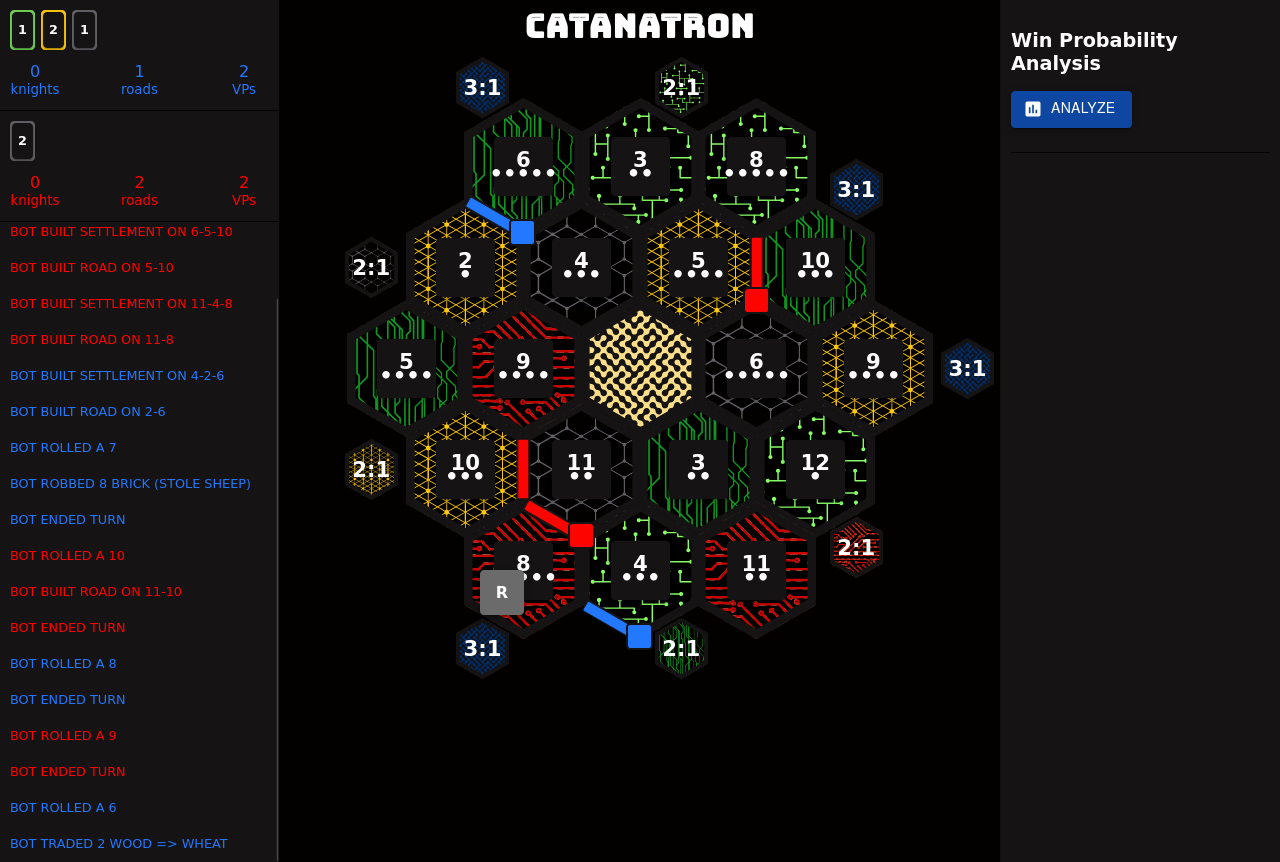 1 2 1
0 1 2
knights roads VPs
2
0 2 2
knights roads VPs
BOT BUILT SETTLEMENT ON 6-5-10
BOT BUILT ROAD ON 5-10
BOT BUILT SETTLEMENT ON 11-4-8
BOT BUILT ROAD ON 11-8
BOT BUILT SETTLEMENT ON 4-2-6
BOT BUILT ROAD ON 2-6
BOT ROLLED A 7
BOT ROBBED 8 BRICK (STOLE SHEEP)
BOT ENDED TURN
BOT ROLLED A 10
BOT BUILT ROAD ON 11-10
BOT ENDED TURN
BOT ROLLED A 8
BOT ENDED TURN
BOT ROLLED A 9
BOT ENDED TURN
BOT ROLLED A 6
BOT TRADED 2 WOOD => WHEAT
CATANATRON
3:1 2:1
6 3 8
3:1
2:1 2 4 5 10
5 9 6 9 3:1
2:1 10 11 3 12
2:1
8 4 11
R
3:1 2:1
Win Probability
Analysis
ANALYZE